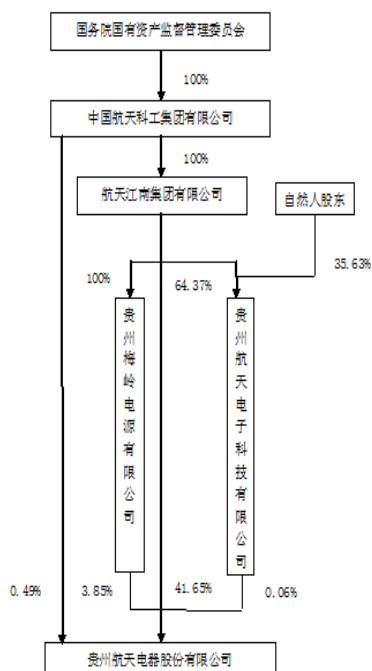 国务院国有资产监督管理委员会
100%
中国航天科工集团有限公司
100%
航天江南集团有限公司
自然人股东
35.63%
100%
64.37%
贵州梅岭电源有限公司
贵州航天电子科技有限公司
0.49%
3.85%
41.65%
0.06%
贵州航天电器股份有限公司